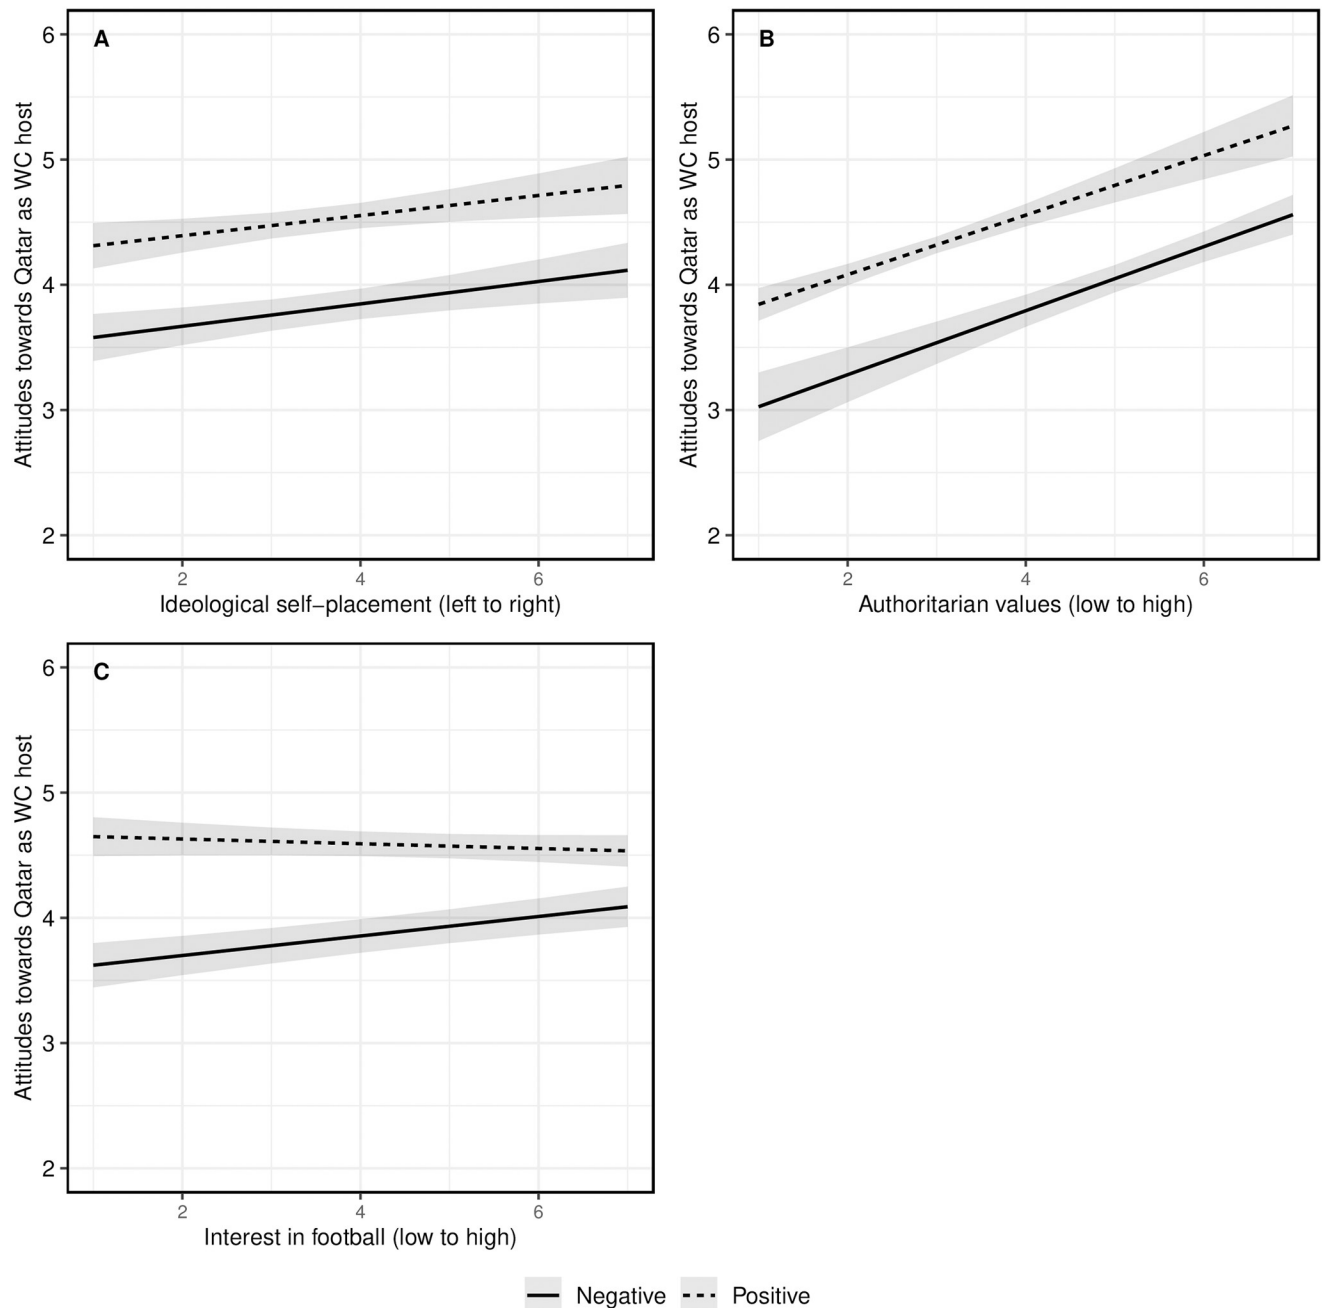 A
Attitudes towards Qatar as WC host
6
5
4
3
2
2 4 6
Ideological self−placement (left to right)
B
Attitudes towards Qatar as WC host
6
5
4
3
2
2 4 6
Authoritarian values (low to high)
C
Attitudes towards Qatar as WC host
6
5
4
3
2
2 4 6
Interest in football (low to high)
Negative Positive